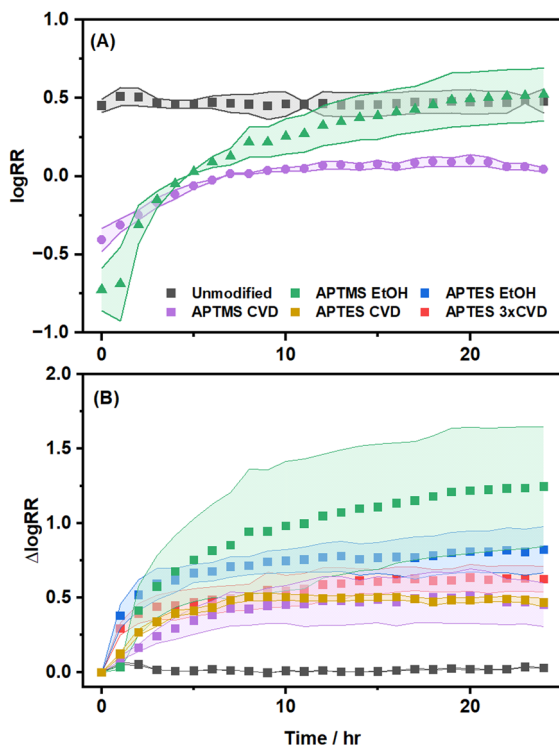 (A)
1.0
0.5
0.0
−0.5
−1.0
logRR
Unmodified APTMS EtOH APTES EtOH
APTMS CVD APTES CVD APTES 3xCVD
0 10 20
(B)
2.0
1.5
1.0
0.5
0.0
ΔlogRR
0 10 20
Time / hr